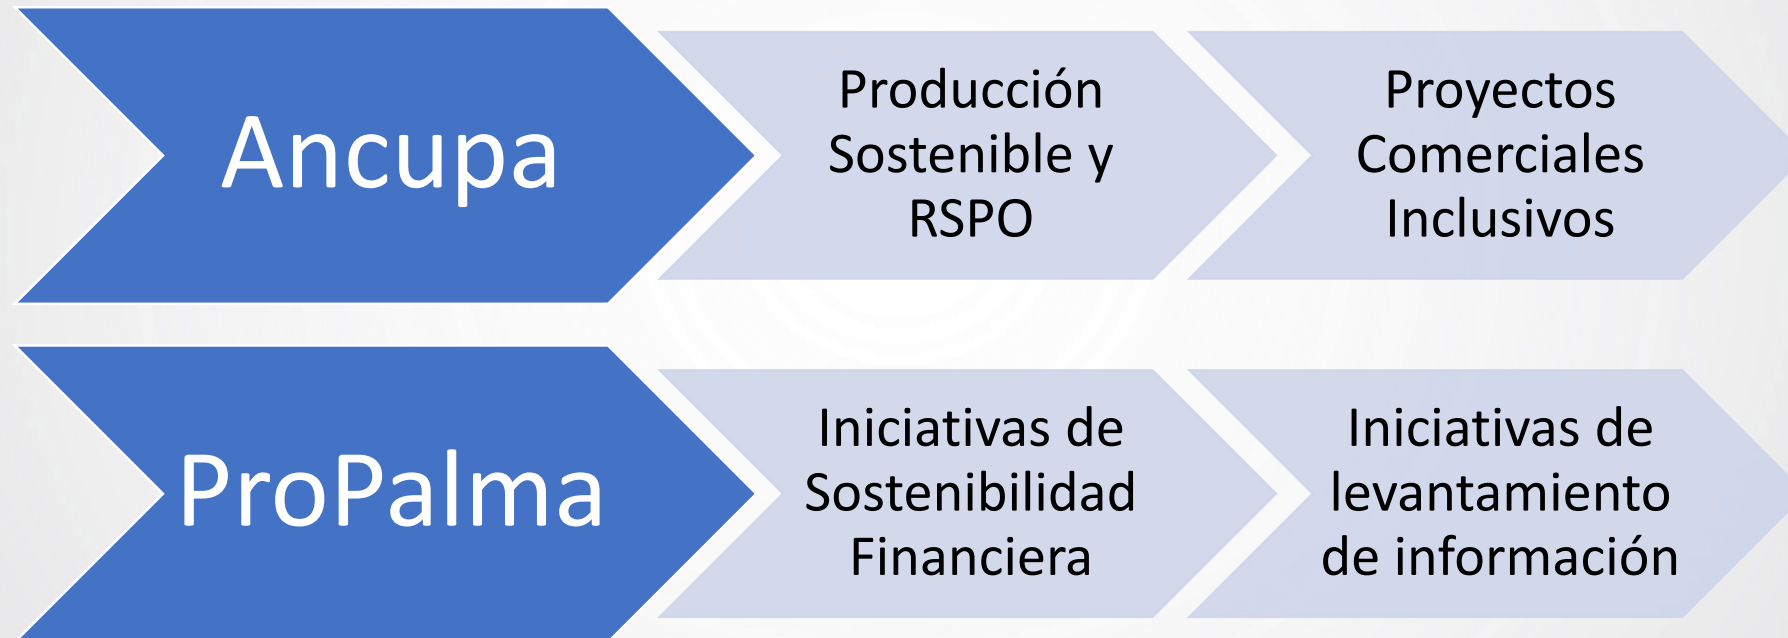 Ancupa
Producción
Sostenible y
RSPO
Proyectos
Comerciales
Inclusivos
ProPalma
Iniciativas de
Sostenibilidad
Financiera
Iniciativas de
levantamiento
de información